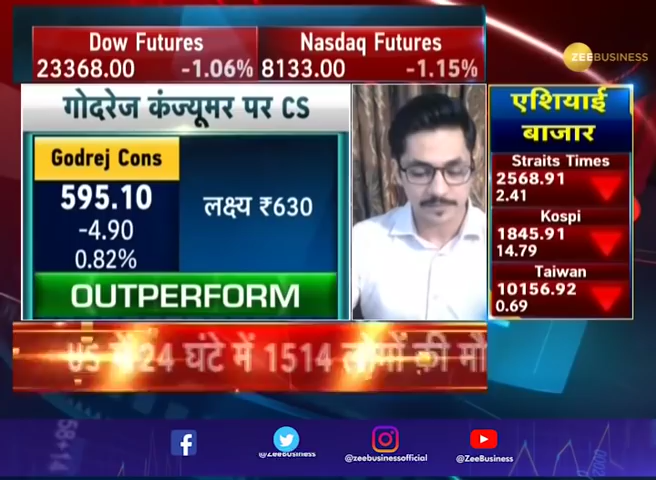 Dow Futures
23368.00 -1.06%
Nasdaq Futures
8133.00 -1.15%
ZEEBUSINESS
गोदरेज कंज्यूमर पर CS
Godrej Cons
595.10
-4.90
0.82%
लक्ष्य ₹630
OUTPERFORM
एशियाई
बाजार
Straits Times
2568.91
2.41
Kospi
1845.91
14.79
Taiwan
10156.92
0.69
US में 24 घंटे में 1514 लोगों की मौ
@ZeeBusiness
@zeebusinessofficial
@ZeeBusiness